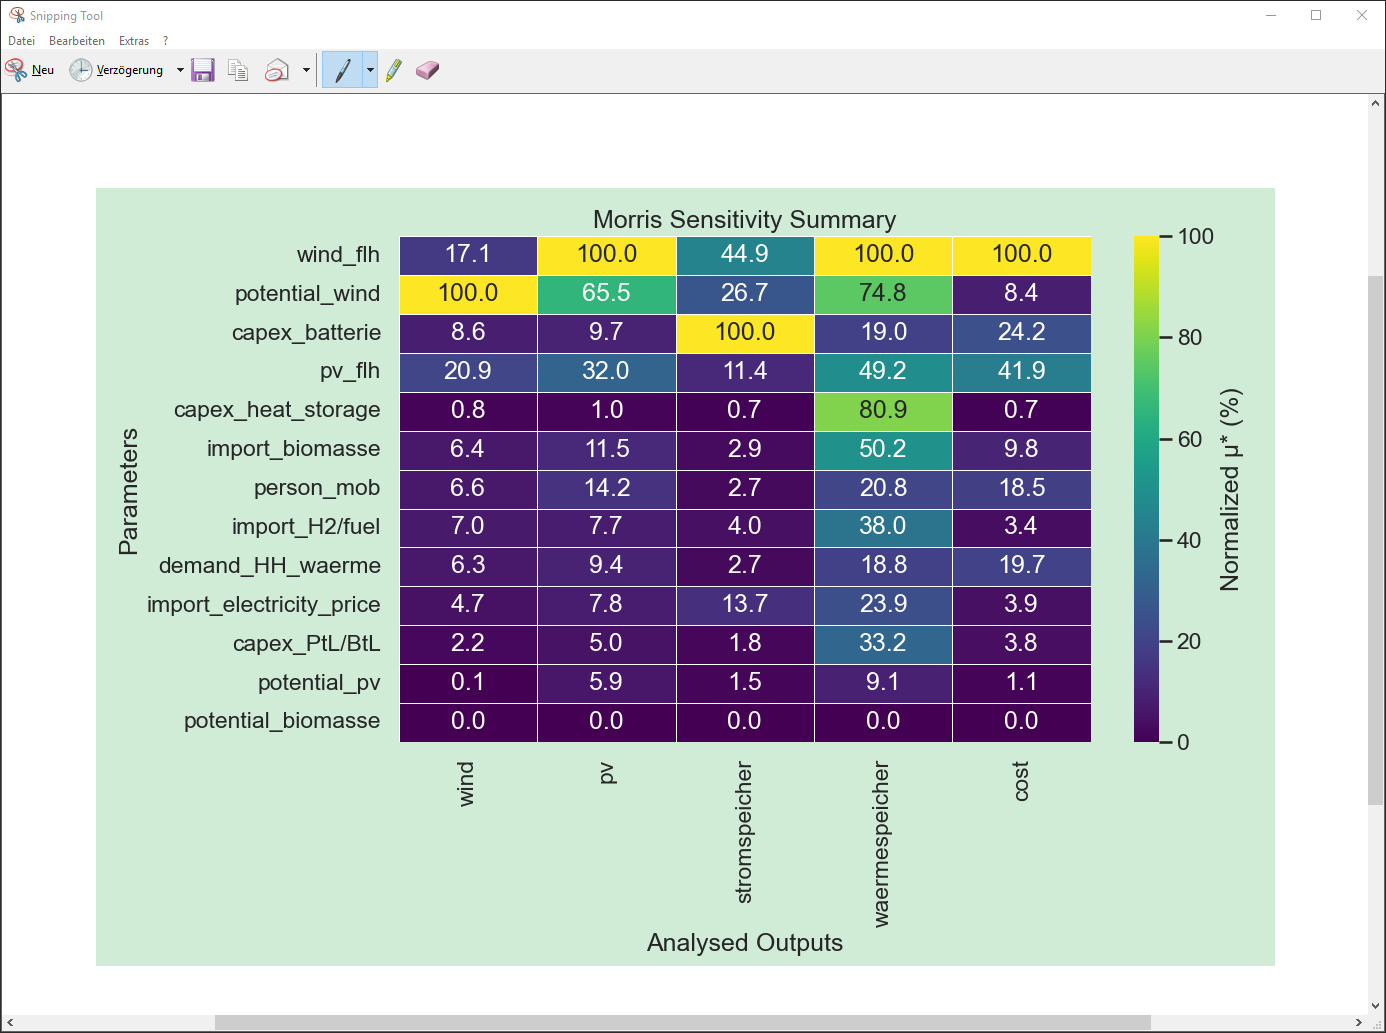 Snipping Tool
Datei Bearbeiten Extras ?
Neu Verzögerung
Morris Sensitivity Summary
Parameters
wind_flh 17.1 100.0 44.9 100.0 100.0
potential_wind 100.0 65.5 26.7 74.8 8.4
capex_batterie 8.6 9.7 100.0 19.0 24.2
pv_flh 20.9 32.0 11.4 49.2 41.9
capex_heat_storage 0.8 1.0 0.7 80.9 0.7
import_biomasse 6.4 11.5 2.9 50.2 9.8
person_mob 6.6 14.2 2.7 20.8 18.5
import_H2/fuel 7.0 7.7 4.0 38.0 3.4
demand_HH_waerme 6.3 9.4 2.7 18.8 19.7
import_electricity_price 4.7 7.8 13.7 23.9 3.9
capex_PtL/BtL 2.2 5.0 1.8 33.2 3.8
potential_pv 0.1 5.9 1.5 9.1 1.1
potential_biomasse 0.0 0.0 0.0 0.0 0.0
wind pv stromspeicher waermespeicher cost
Analysed Outputs
100
80
60
40
20
0
Normalized μ* (%)